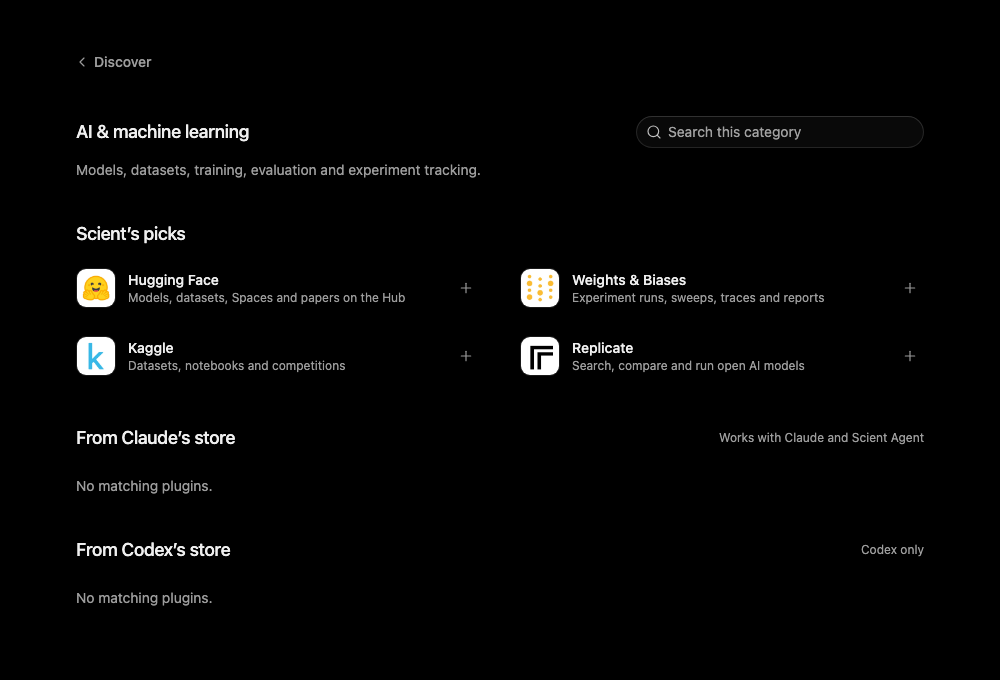 Discover
AI & machine learning
Search this category
Models, datasets, training, evaluation and experiment tracking.
Scient's picks
Hugging Face
Models, datasets, Spaces and papers on the Hub
Weights & Biases
Experiment runs, sweeps, traces and reports
Kaggle
Datasets, notebooks and competitions
Replicate
Search, compare and run open AI models
From Claude's store
Works with Claude and Scient Agent
No matching plugins.
From Codex's store
Codex only
No matching plugins.